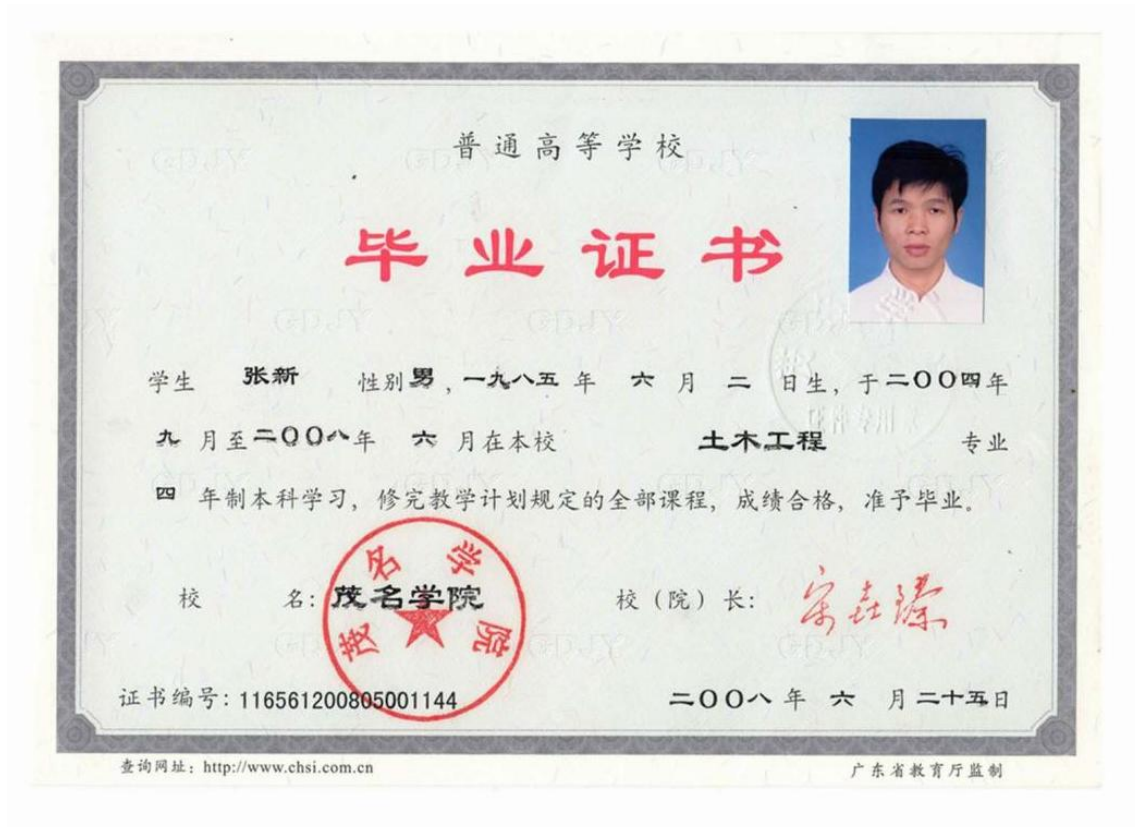 普通高等学校
毕业证书
学生 张新 性别男,一九八五年 六 月 二 日生,于二〇〇四年
九 月至二〇〇八年 六 月在本校 土木工程 专业
四 年制本科学习,修完教学计划规定的全部课程,成绩合格,准予毕业。
校 名:茂名学院 校(院)长:
茂名学院
证书编号:116561200805001144 二〇〇八年 六 月二十五日
查询网址:http://www.chsi.com.cn 广东省教育厅监制